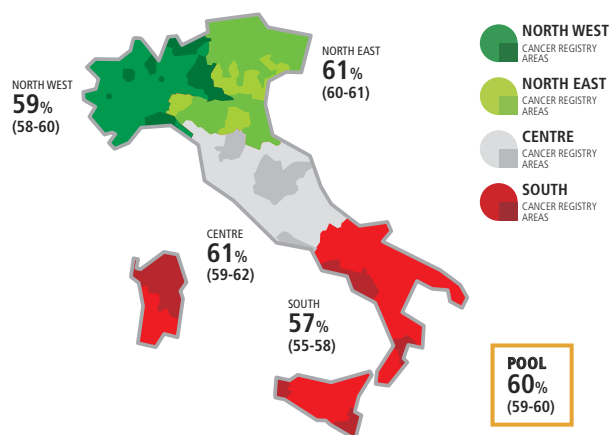 NORTH WEST
59%
(58-60)
NORTH EAST
61%
(60-61)
CENTRE
61%
(59-62)
SOUTH
57%
(55-58)
NORTH WEST
CANCER REGISTRY
AREAS
NORTH EAST
CANCER REGISTRY
AREAS
CENTRE
CANCER REGISTRY
AREAS
SOUTH
CANCER REGISTRY
AREAS
POOL
60%
(59-60)